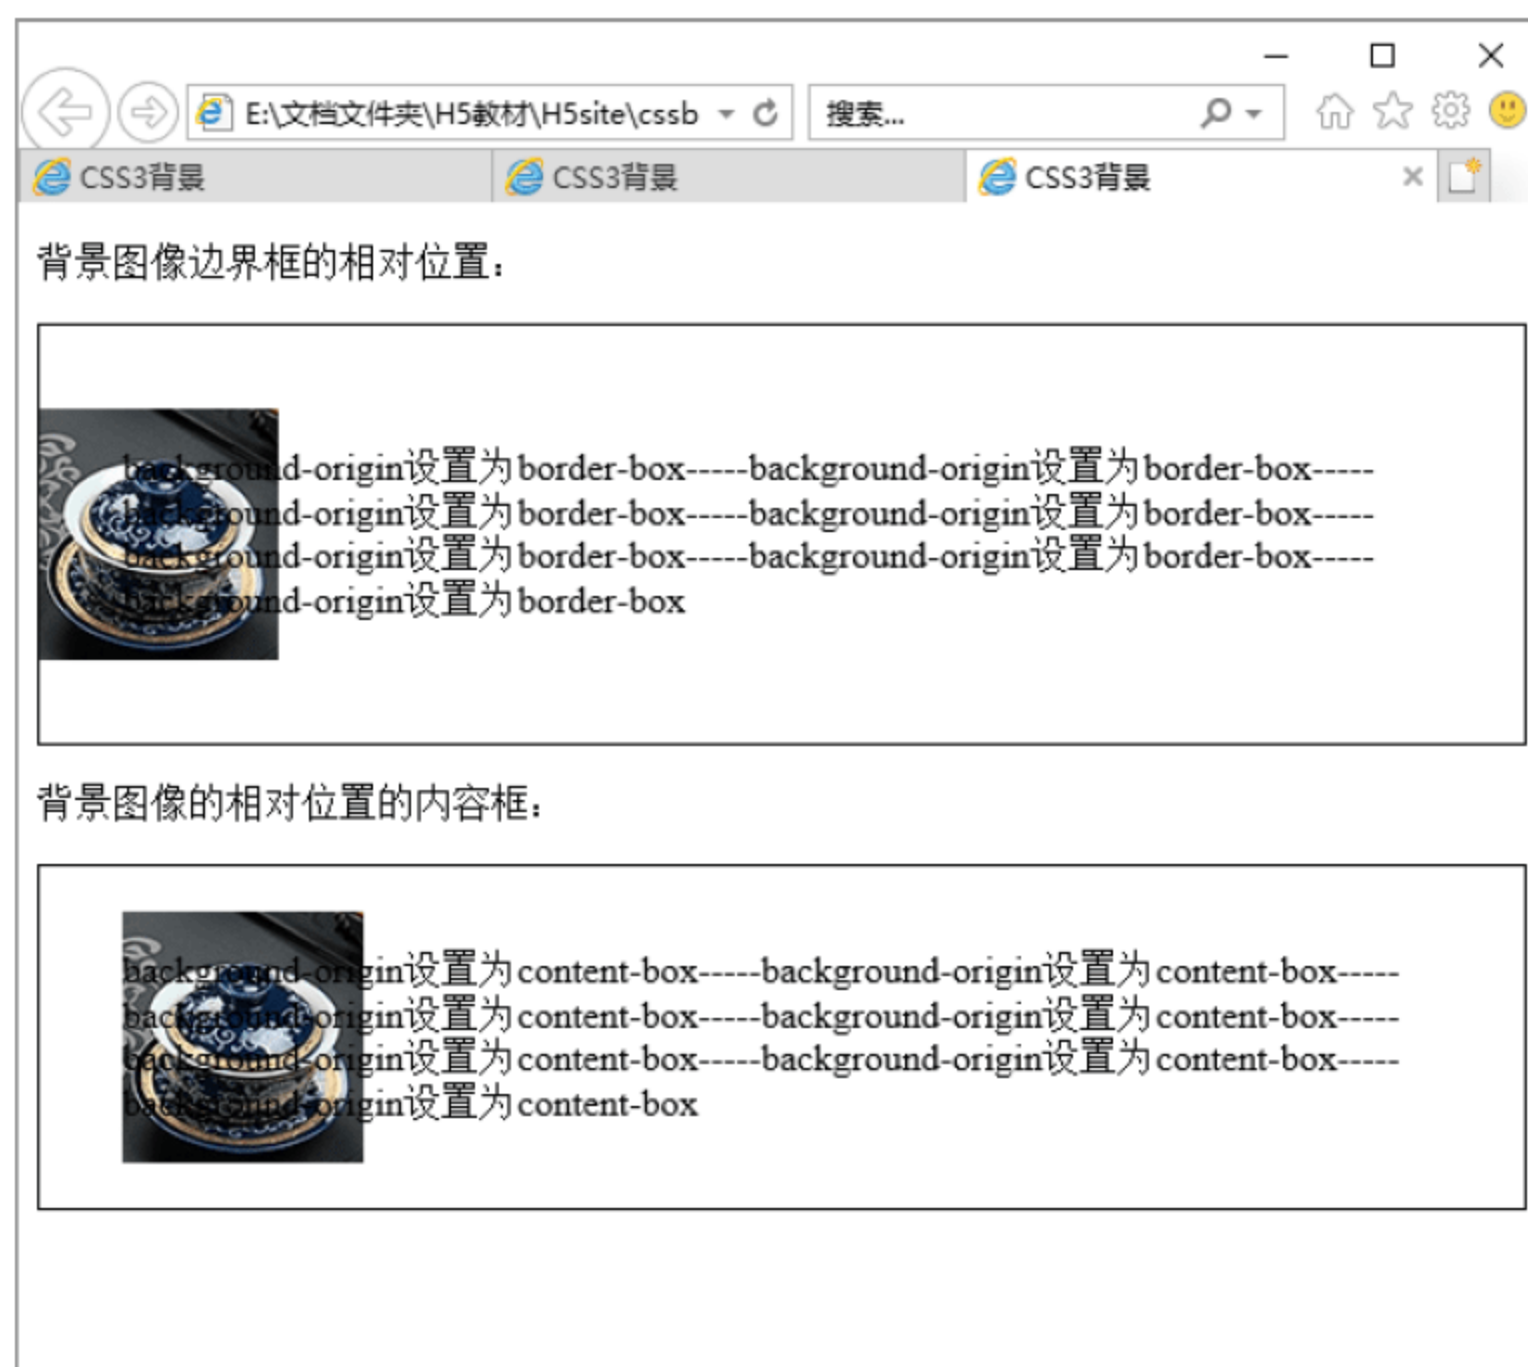 E:\文档文件夹\H5教材\H5site\cssb
搜索...
CSS3背景
CSS3背景
CSS3背景
背景图像边界框的相对位置：
background-origin设置为border-box-----background-origin设置为border-box-----
background-origin设置为border-box-----background-origin设置为border-box-----
background-origin设置为border-box-----background-origin设置为border-box-----
background-origin设置为border-box
背景图像的相对位置的内容框：
background-origin设置为content-box-----background-origin设置为content-box-----
background-origin设置为content-box-----background-origin设置为content-box-----
background-origin设置为content-box-----background-origin设置为content-box-----
background-origin设置为content-box